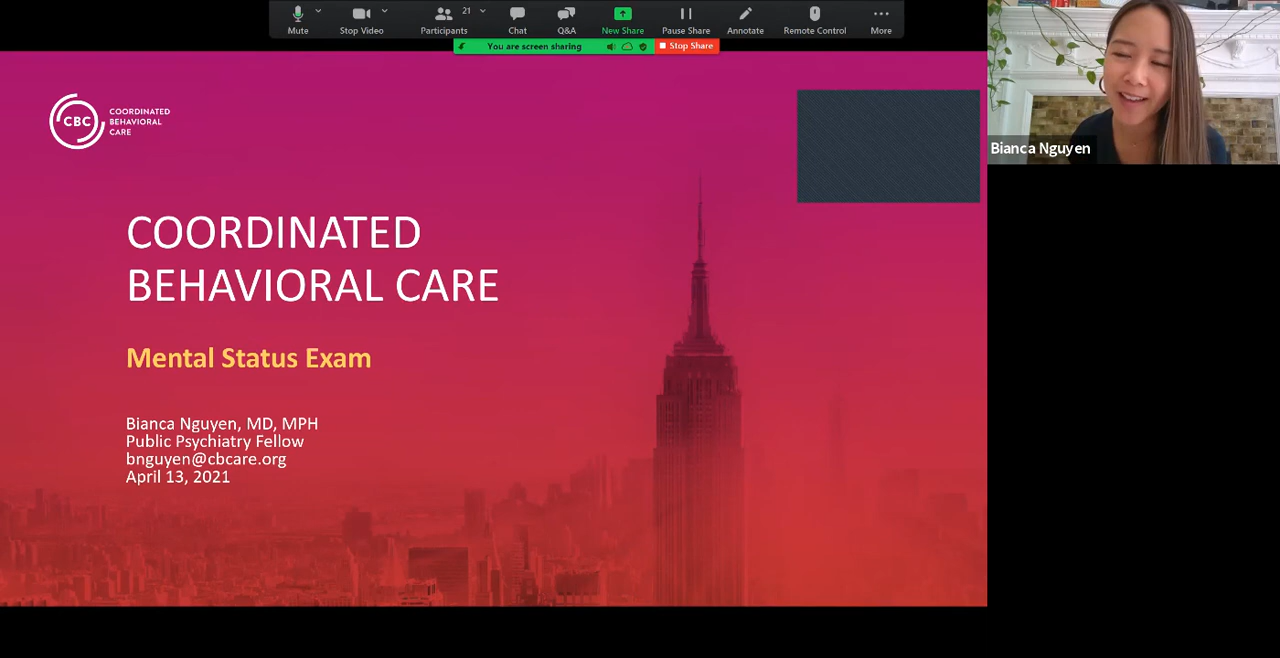 21
Mute
Stop Video
Participants
Chat
Q&A
New Share
Pause Share
Annotate
Remote Control
More
You are screen sharing
Stop Share
CBC
COORDINATED
BEHAVIORAL
CARE
Bianca Nguyen
COORDINATED
BEHAVIORAL CARE
Mental Status Exam
Bianca Nguyen, MD, MPH
Public Psychiatry Fellow
bnguyen@cbcare.org
April 13, 2021